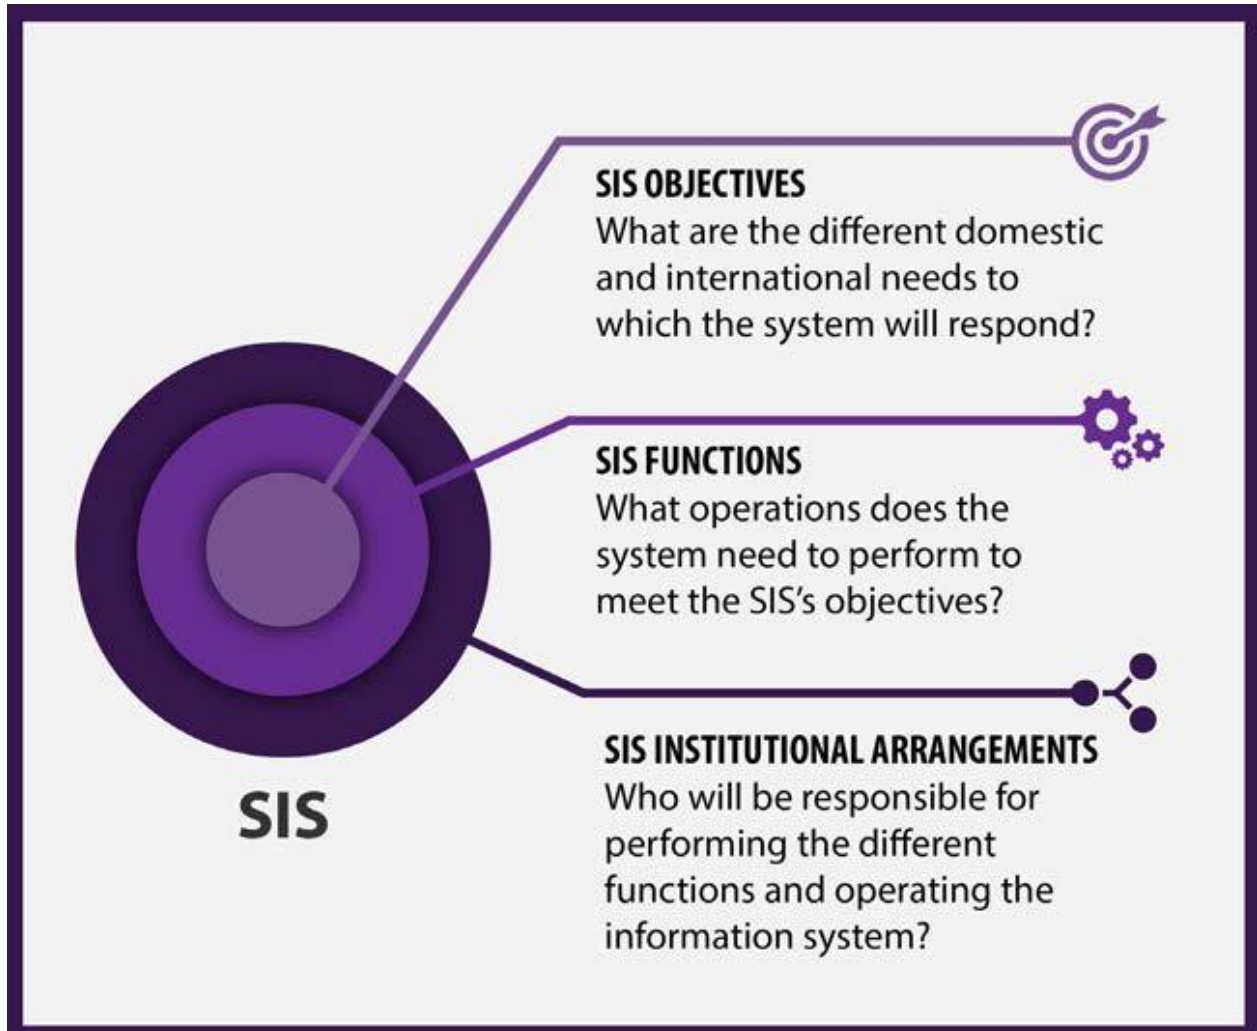 SIS OBJECTIVES
What are the different domestic
and international needs to
which the system will respond?
SIS FUNCTIONS
What operations does the
system need to perform to
meet the SIS’s objectives?
SIS INSTITUTIONAL ARRANGEMENTS
Who will be responsible for
performing the different
functions and operating the
information system?
SIS